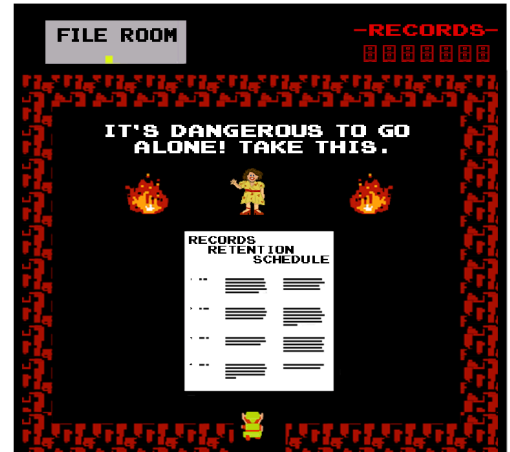 FILE ROOM
-RECORDS-
IT'S DANGEROUS TO GO
ALONE! TAKE THIS.
RECORDS
RETENTION
SCHEDULE